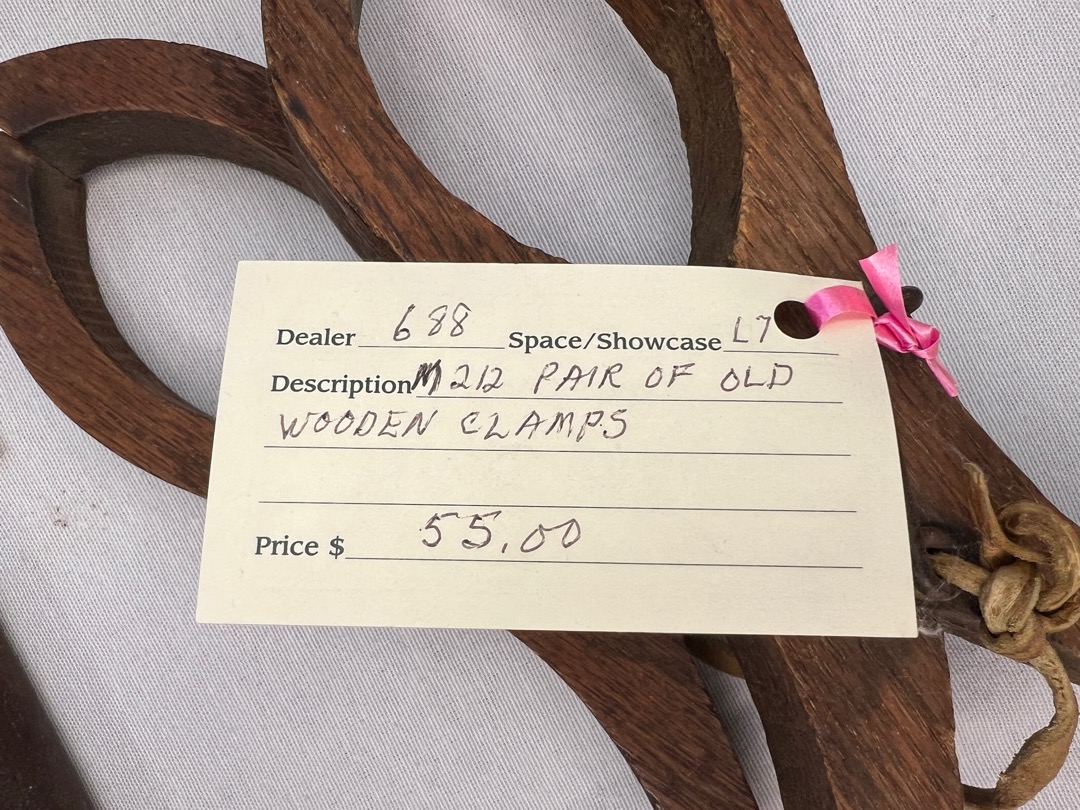 Dealer 688 Space/Showcase L7
Description M212 PAIR OF OLD
WOODEN CLAMPS
Price $ 55.00